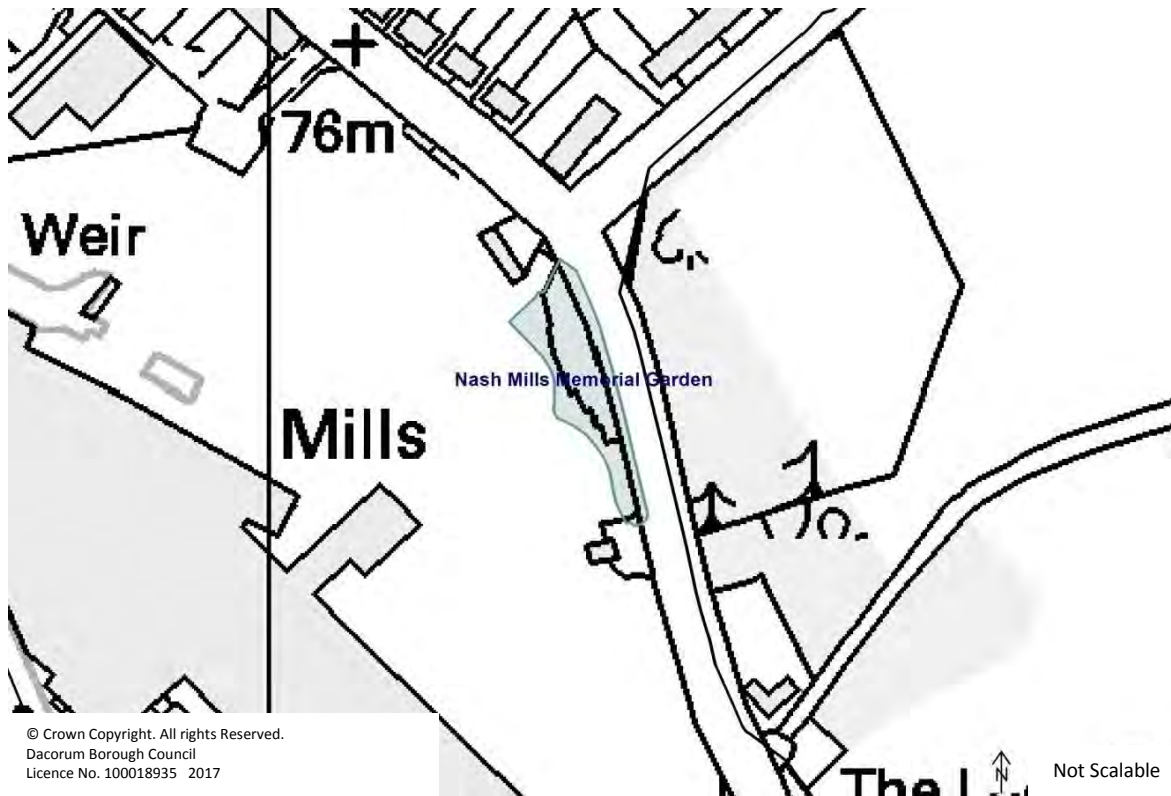 76m
Weir
Nash Mills Memorial Garden
Mills
© Crown Copyright. All rights Reserved.
Dacorum Borough Council
Licence No. 100018935 2017
N
Not Scalable
The